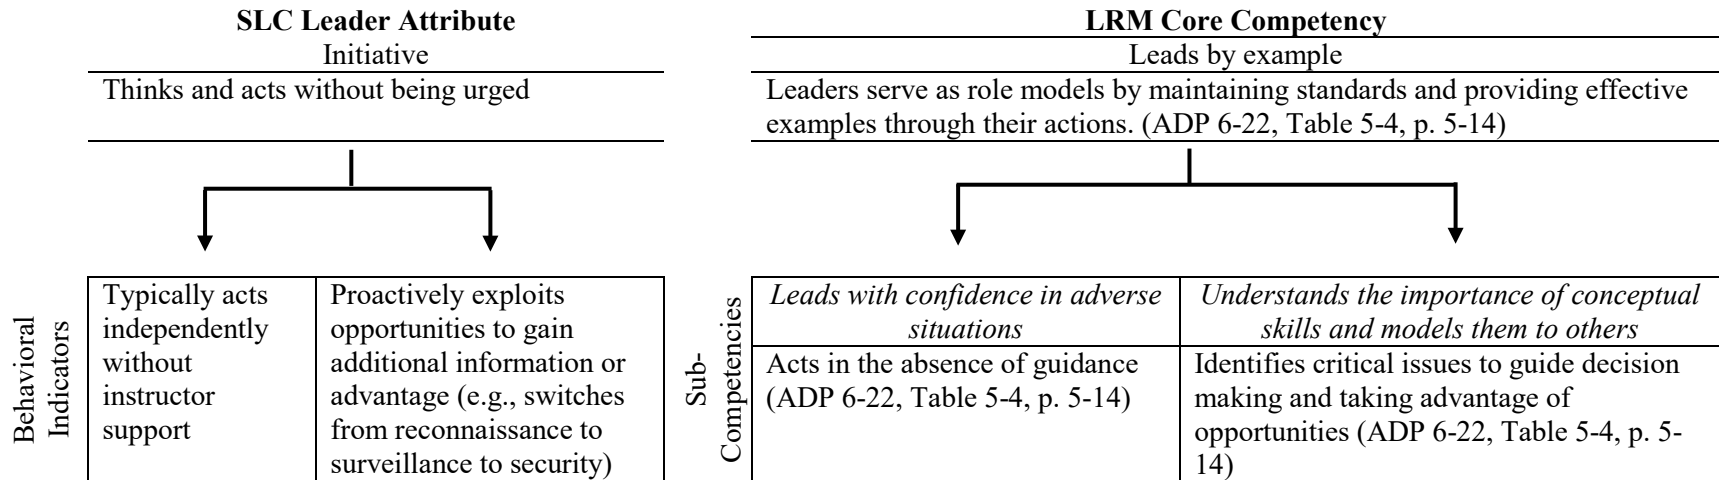 SLC Leader Attribute
Initiative
Thinks and acts without being urged
LRM Core Competency
Leads by example
Leaders serve as role models by maintaining standards and providing effective
examples through their actions. (ADP 6-22, Table 5-4, p. 5-14)
Behavioral
Indicators
Typically acts
independently
without
instructor
support
Proactively exploits
opportunities to gain
additional information or
advantage (e.g., switches
from reconnaissance to
surveillance to security)
Sub-
Competencies
Leads with confidence in adverse
situations
Acts in the absence of guidance
(ADP 6-22, Table 5-4, p. 5-14)
Understands the importance of conceptual
skills and models them to others
Identifies critical issues to guide decision
making and taking advantage of
opportunities (ADP 6-22, Table 5-4, p. 5-
14)